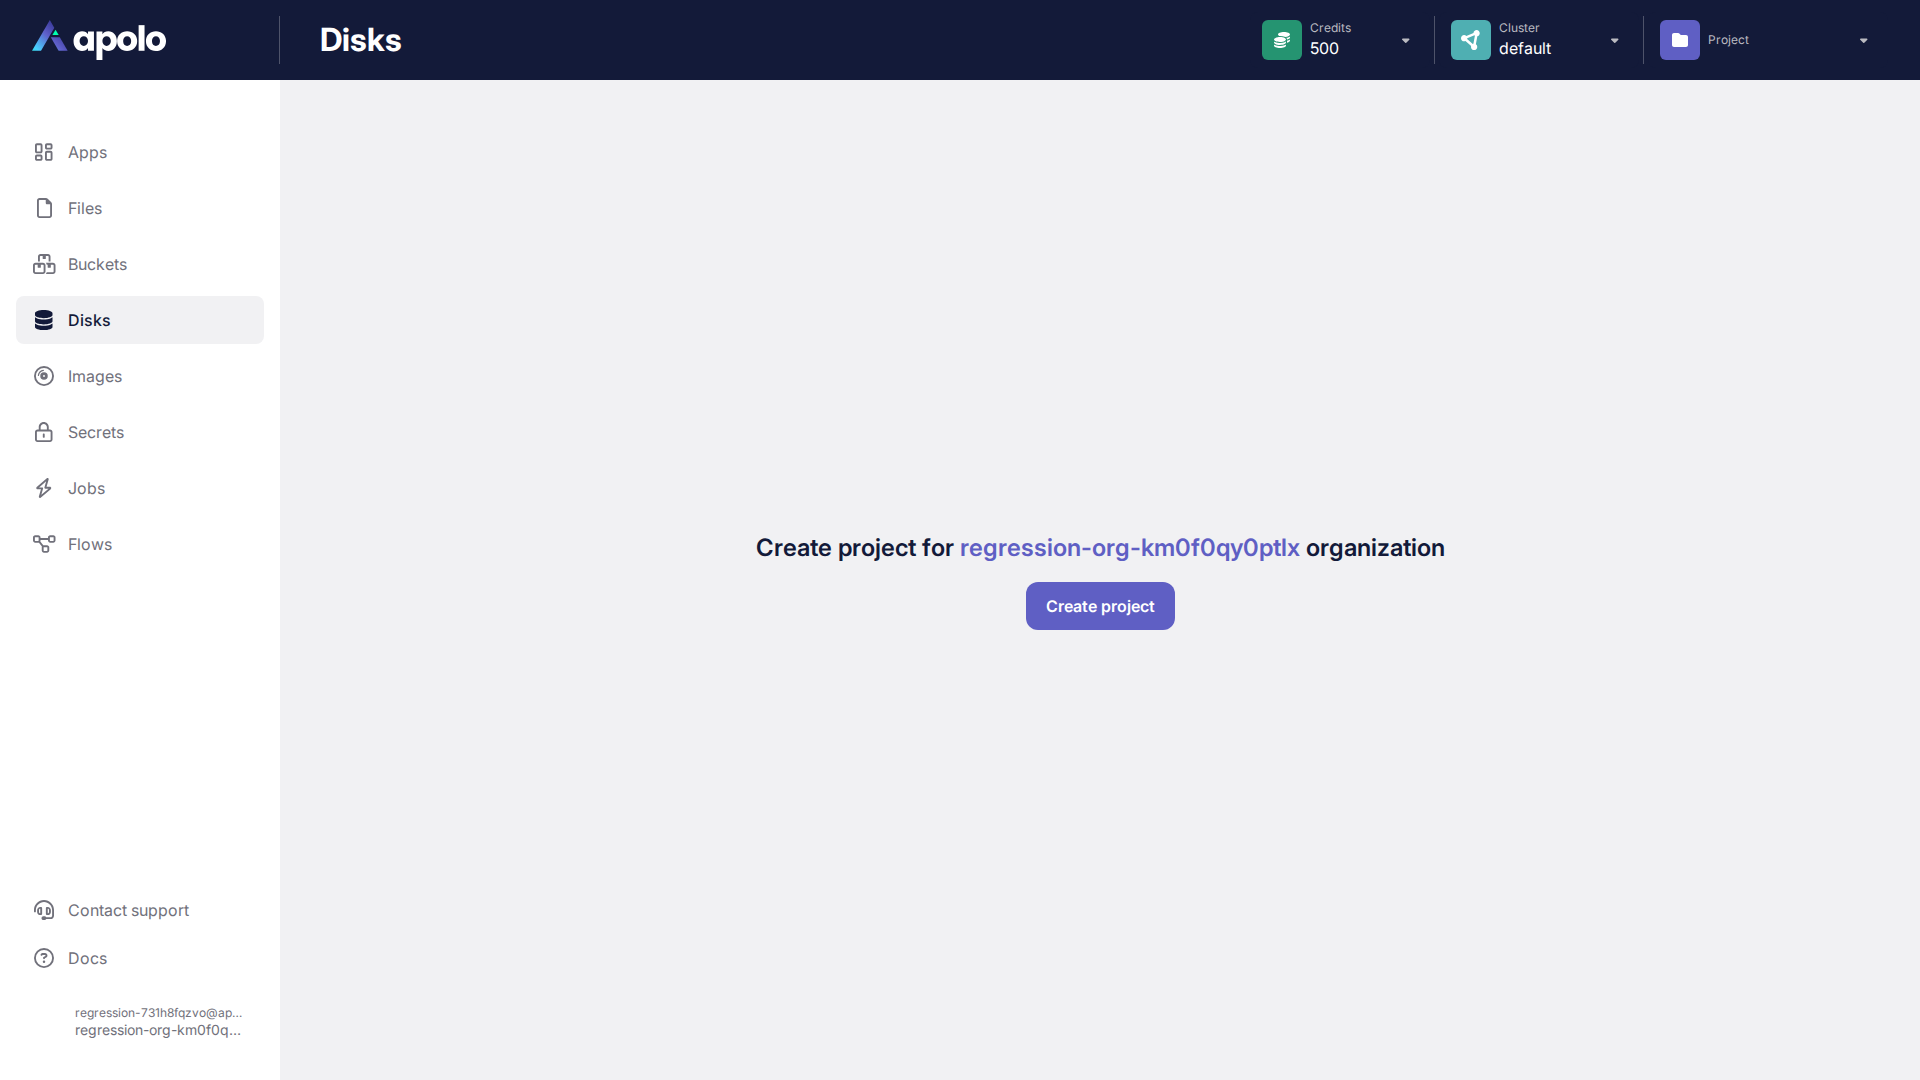 apolo
Disks
Credits
500
Cluster
default
Project
Apps
Files
Buckets
Disks
Images
Secrets
Jobs
Flows
Create project for regression-org-km0f0qy0ptlx organization
Create project
Contact support
Docs
regression-731h8fqzvo@ap...
regression-org-km0f0q...